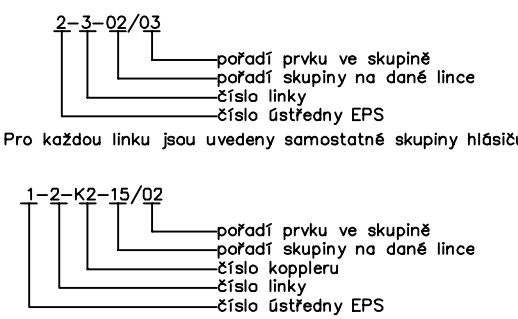 2-3-02/03
pořadí prvku ve skupině
pořadí skupiny na dané lince
číslo linky
číslo ústředny EPS
Pro každou linku jsou uvedeny samostatné skupiny
1-2-K2-15/02
pořadí prvku ve skupině
pořadí skupiny na dané lince
číslo koppleru
číslo linky
číslo ústředny EPS